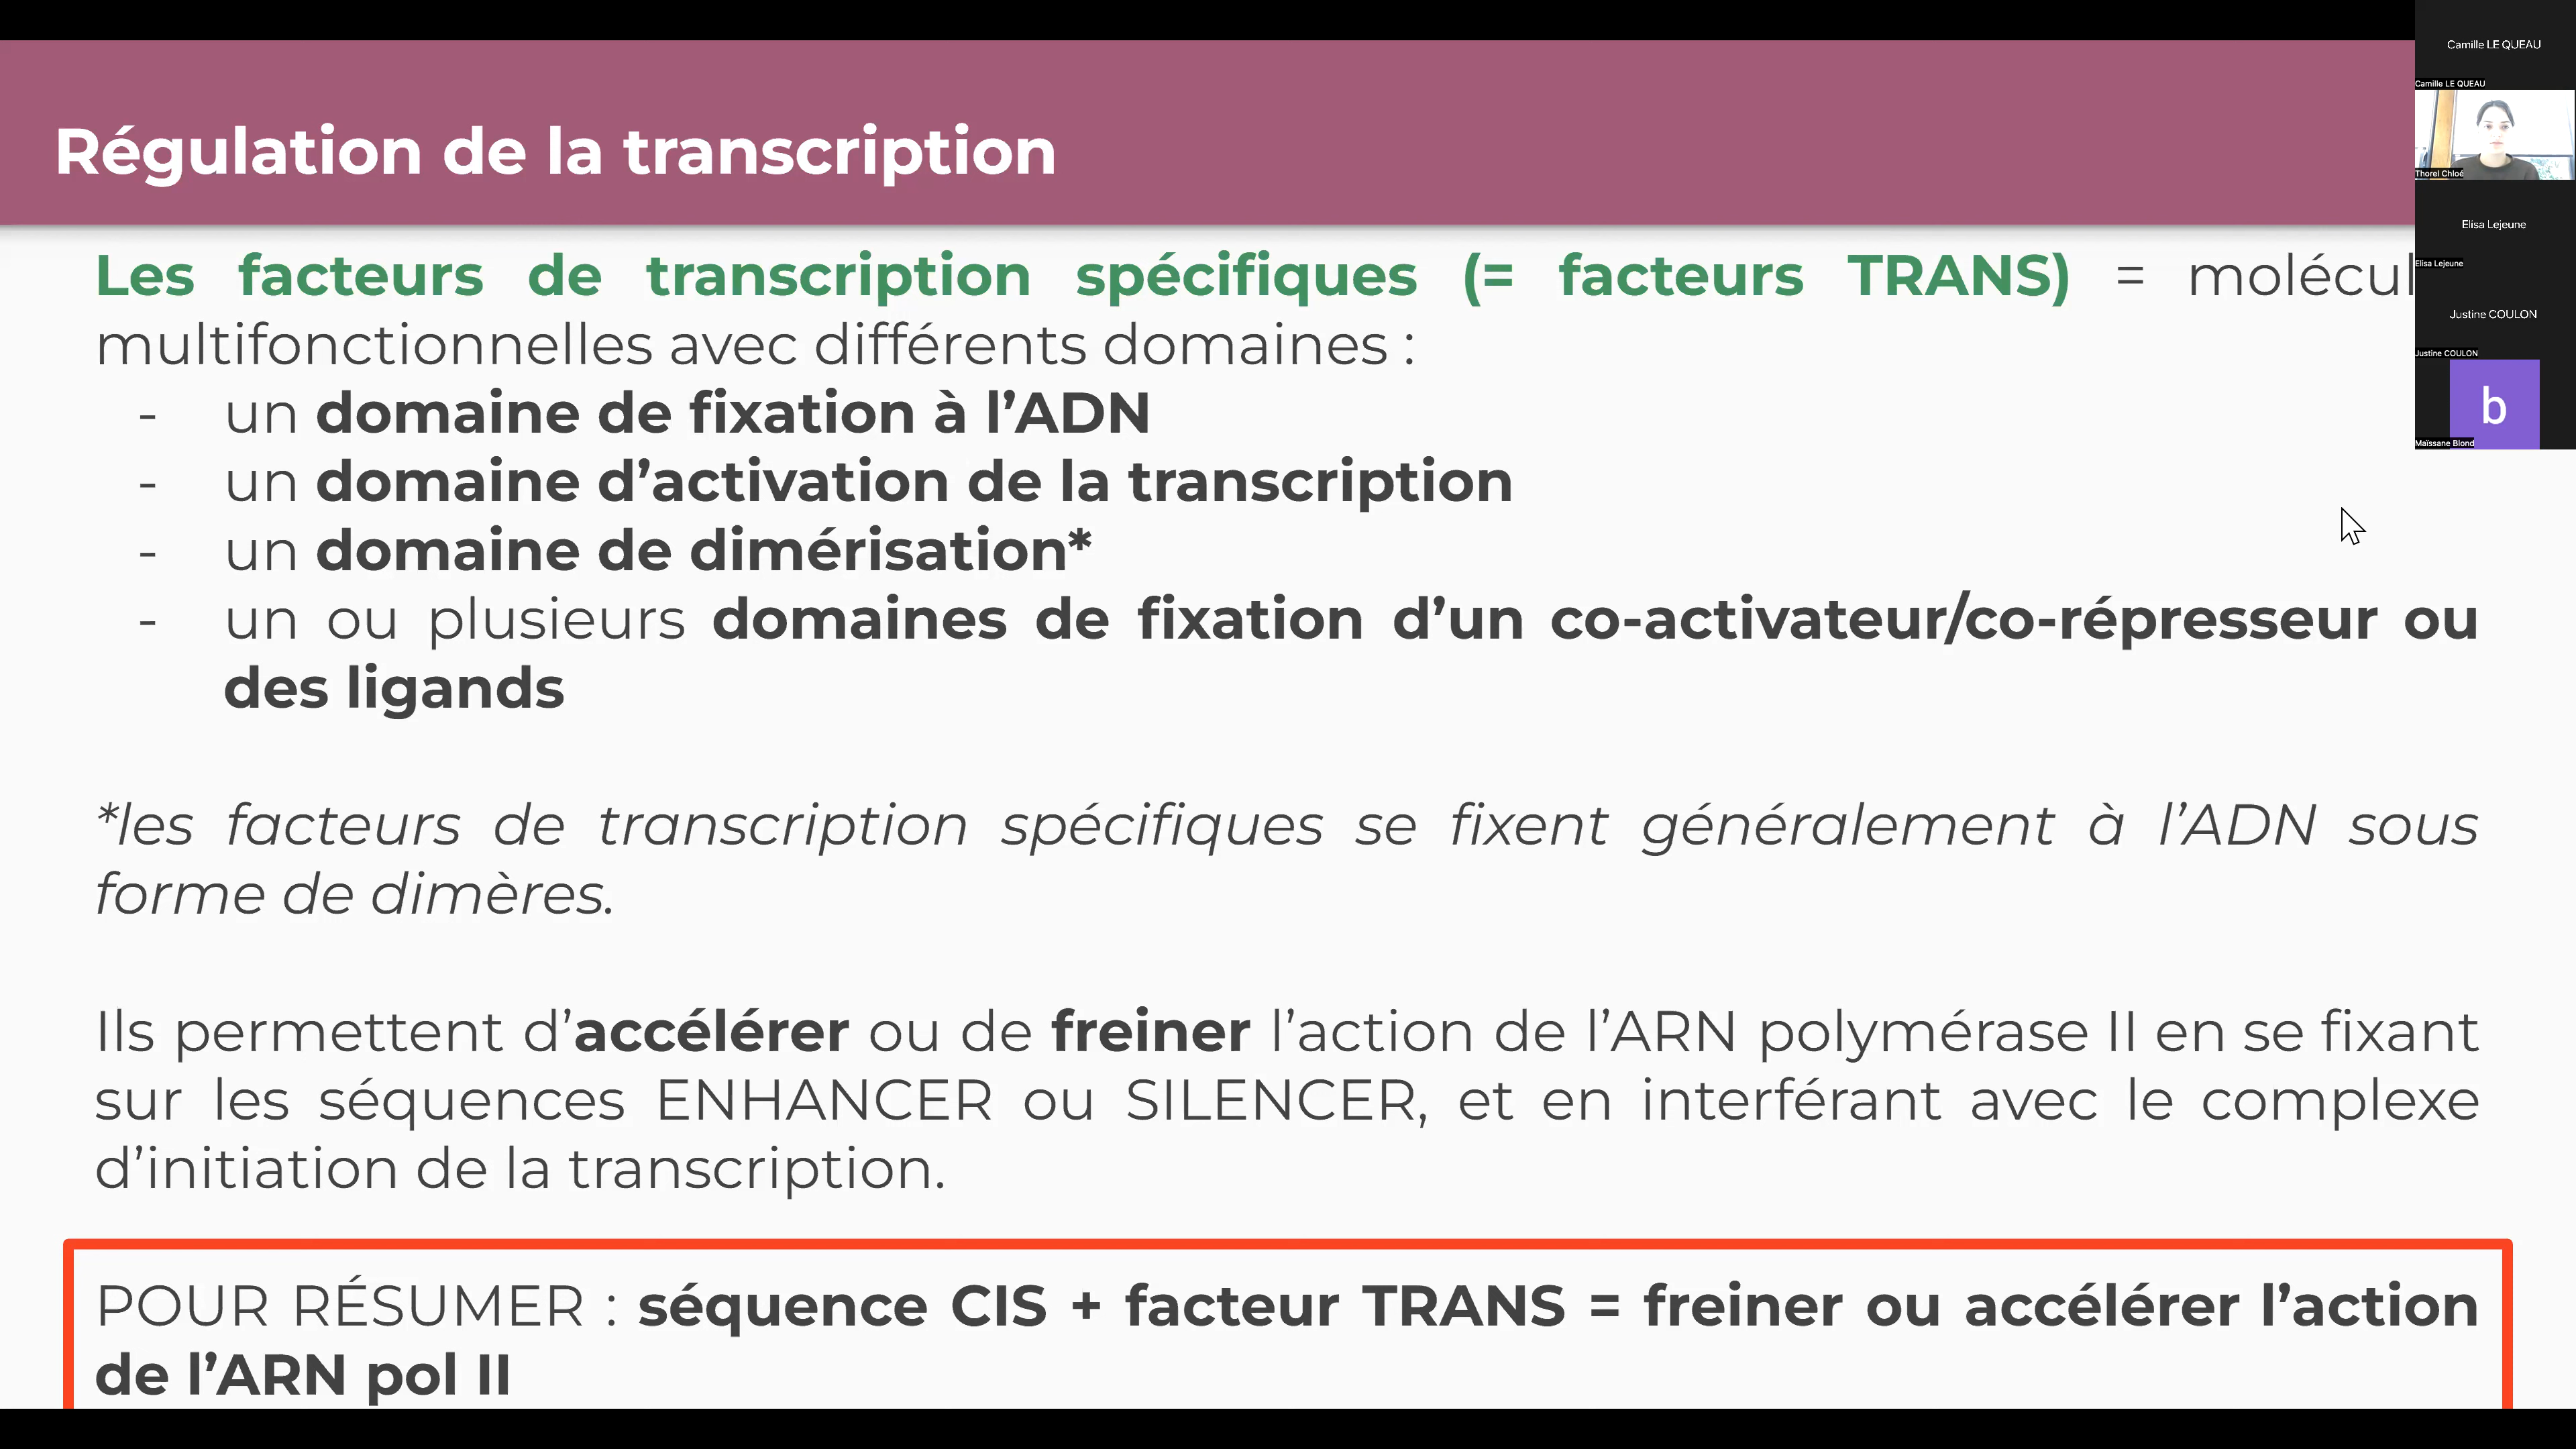 Régulation de la transcription
Les facteurs de transcription spécifiques (= facteurs TRANS) =
multifonctionnelles avec différents domaines :
- un domaine de fixation à l’ADN
- un domaine d’activation de la transcription
- un domaine de dimérisation*
- un ou plusieurs domaines de fixation d’un co-activateur/co-répresseur ou
des ligands
*les facteurs de transcription spécifiques se fixent généralement à l’ADN sous
forme de dimères.
Ils permettent d’accélérer ou de freiner l’action de l’ARN polymérase II en se fixant
sur les séquences ENHANCER ou SILENCER, et en interférant avec le complexe
d’initiation de la transcription.
POUR RÉSUMER : séquence CIS + facteur TRANS = freiner ou accélérer l’action
de l’ARN pol II
Camille LE QUEAU
Camille LE QUEAU
Thorel Chloé
Elisa Lejeune
Elisa Lejeune
Justine COULON
Justine COULON
b
Maïssane Blond